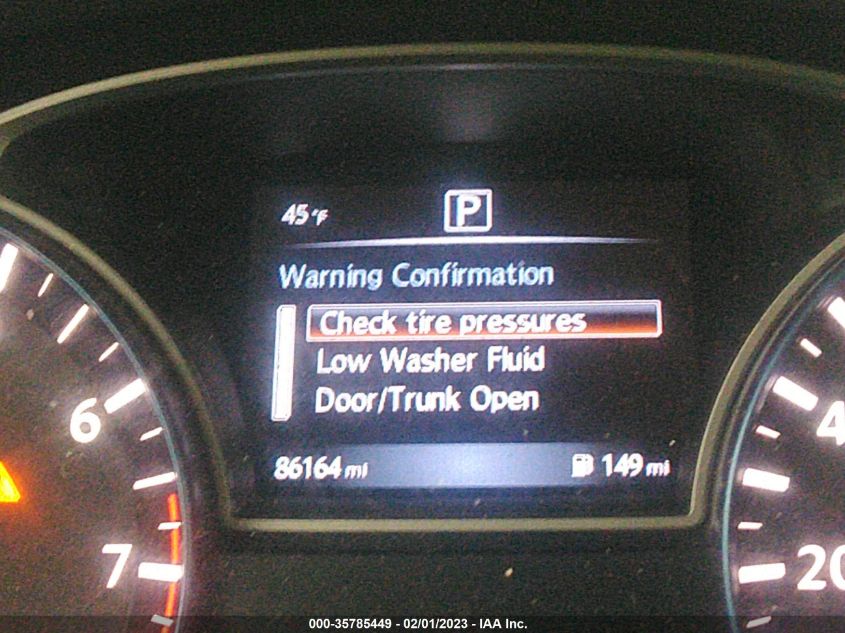 45°F P
Warning Confirmation
Check tire pressures
Low Washer Fluid
Door/Trunk Open
86164 mi 149 mi
6
7
4
20
000-35785449 - 02/01/2023 - IAA Inc.